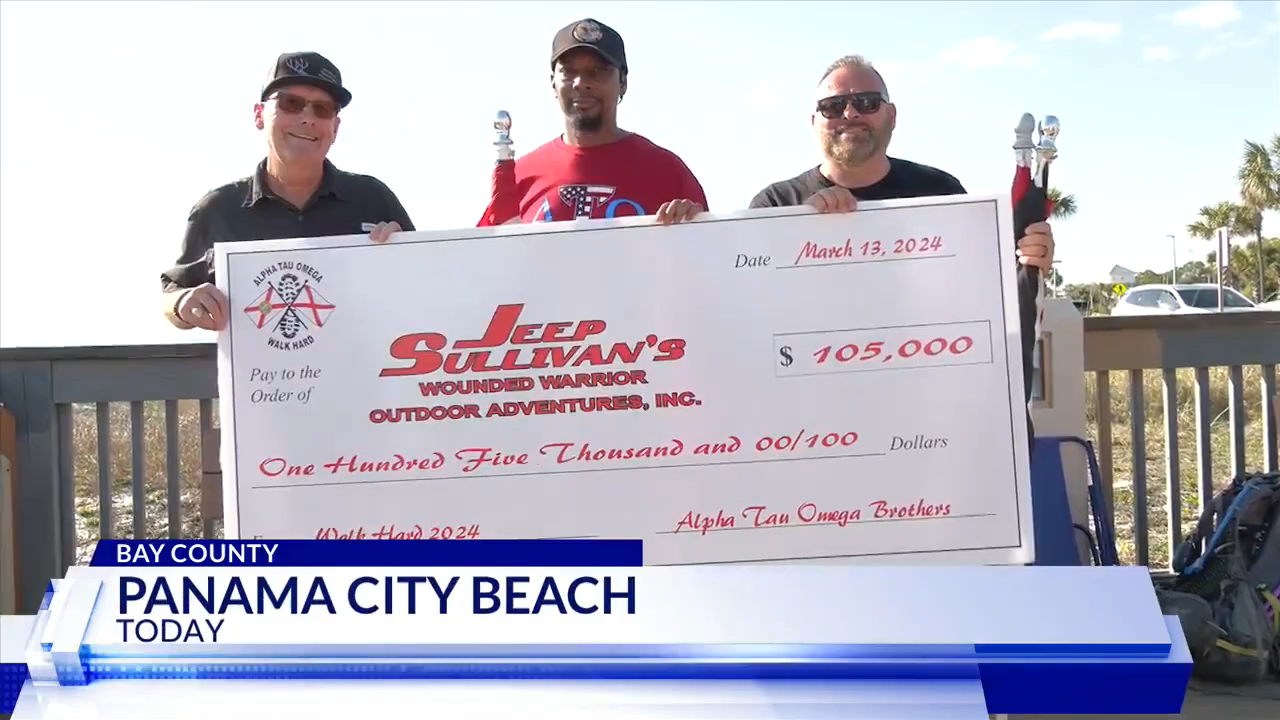 ATO
ALPHA TAU OMEGA
WALK HARD
Date March 13, 2024
Pay to the
Order of
JEEP
SULLIVAN'S
WOUNDED WARRIOR
OUTDOOR ADVENTURES, INC.
$ 105,000
One Hundred Five Thousand and 00/100 Dollars
Walk Hard 2024
Alpha Tau Omega Brothers
BAY COUNTY
PANAMA CITY BEACH
TODAY